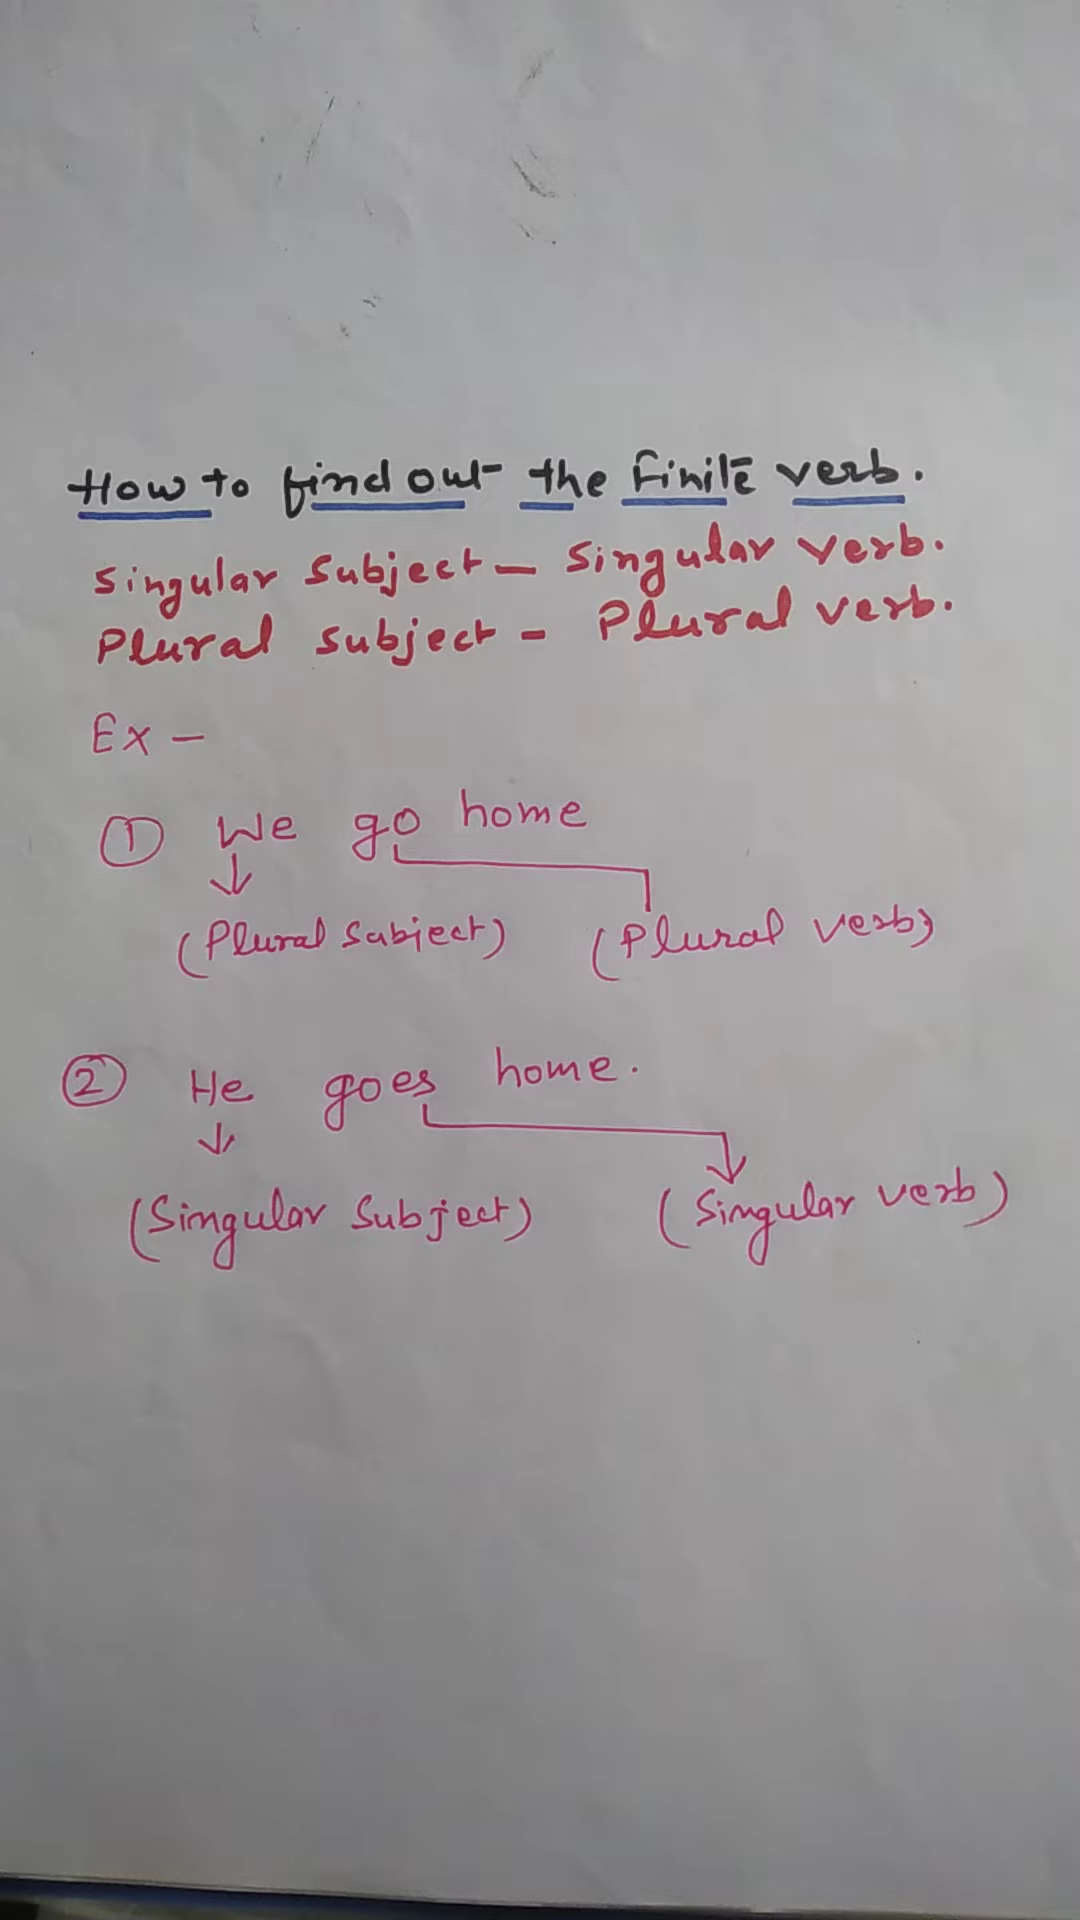 How to find out the Finite verb.
Singular Subject – Singular verb.
Plural subject – Plural verb.
Ex –
① We go home
(Plural Subject) (Plural verb)
② He goes home.
(Singular Subject) (Singular verb)